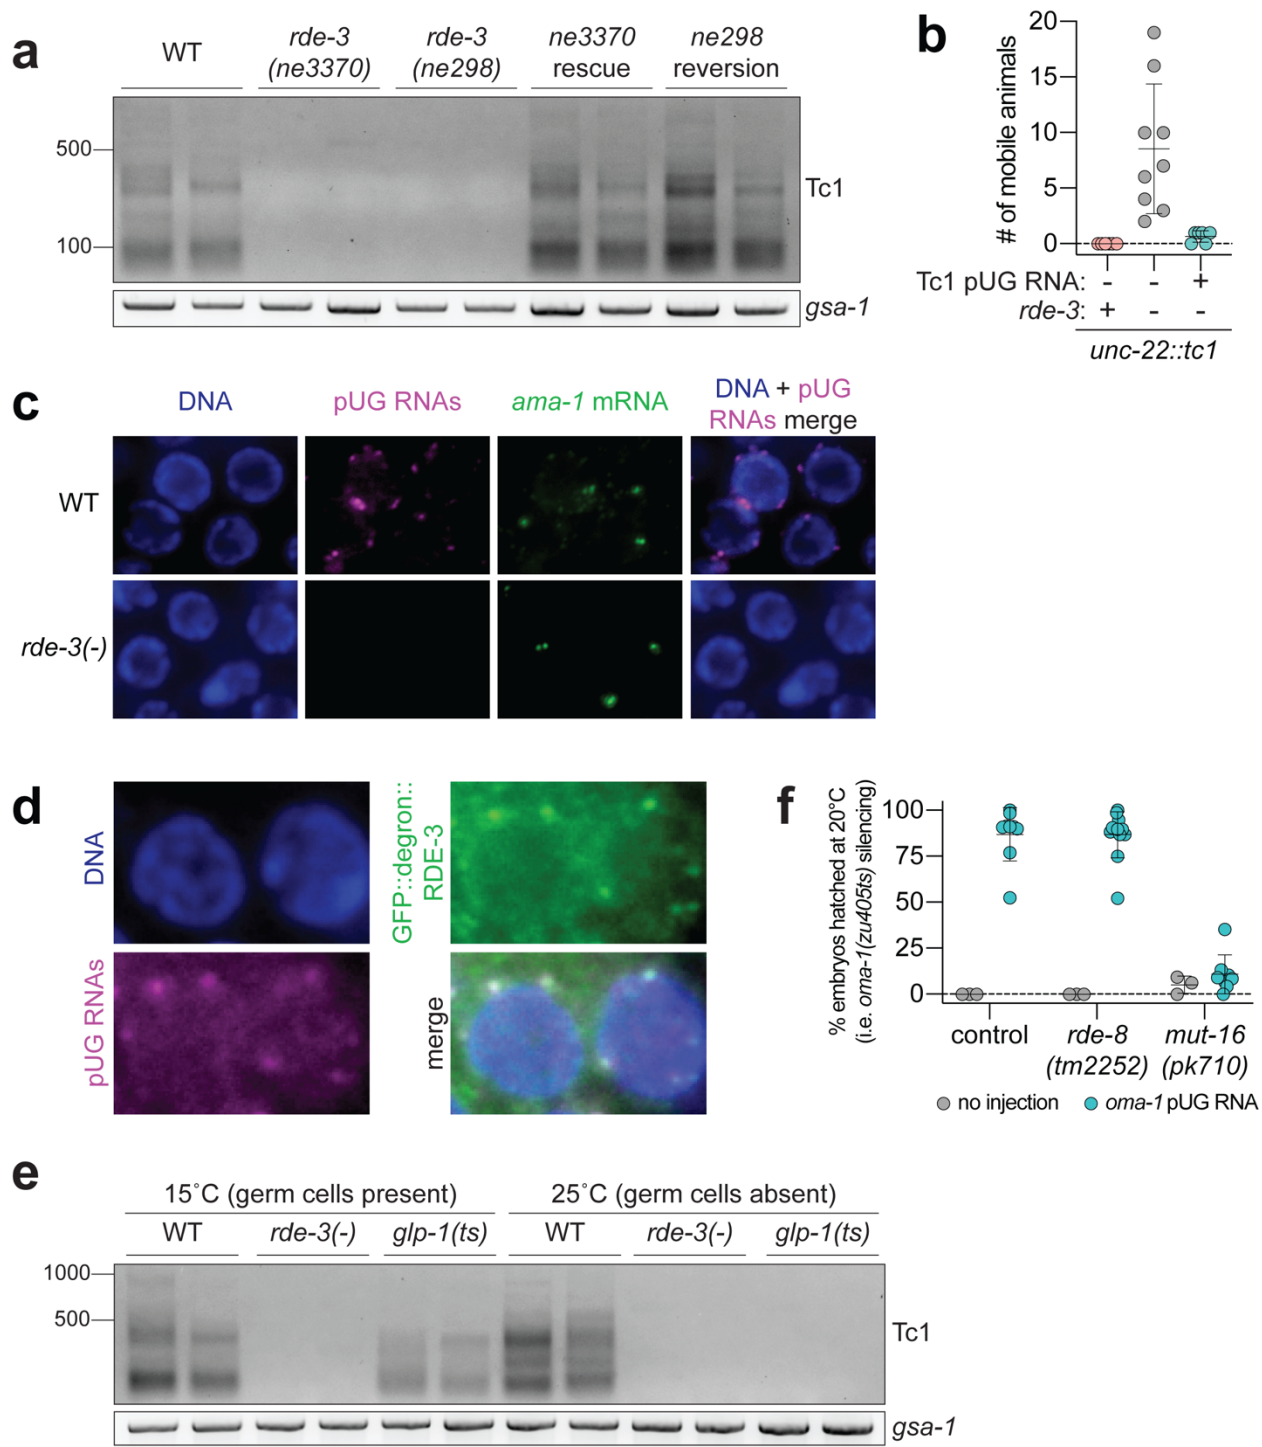 a
WT
rde-3
(ne3370)
rde-3
(ne298)
ne3370
rescue
ne298
reversion
500
100
Tc1
gsa-1
b
# of mobile animals
20
15
10
5
0
Tc1 pUG RNA: - - +
rde-3: + - -
unc-22::tc1
c
DNA
pUG RNAs
ama-1 mRNA
DNA + pUG
RNAs merge
WT
rde-3(-)
d
DNA
GFP::degron::
RDE-3
pUG RNAs
merge
f
% embryos hatched at 20°C
(i.e. oma-1(zu405ts) silencing)
100
75
50
25
0
control
rde-8
(tm2252)
mut-16
(pk710)
no injection
oma-1 pUG RNA
e
15˚C (germ cells present)
25˚C (germ cells absent)
WT
rde-3(-)
glp-1(ts)
WT
rde-3(-)
glp-1(ts)
1000
500
Tc1
gsa-1